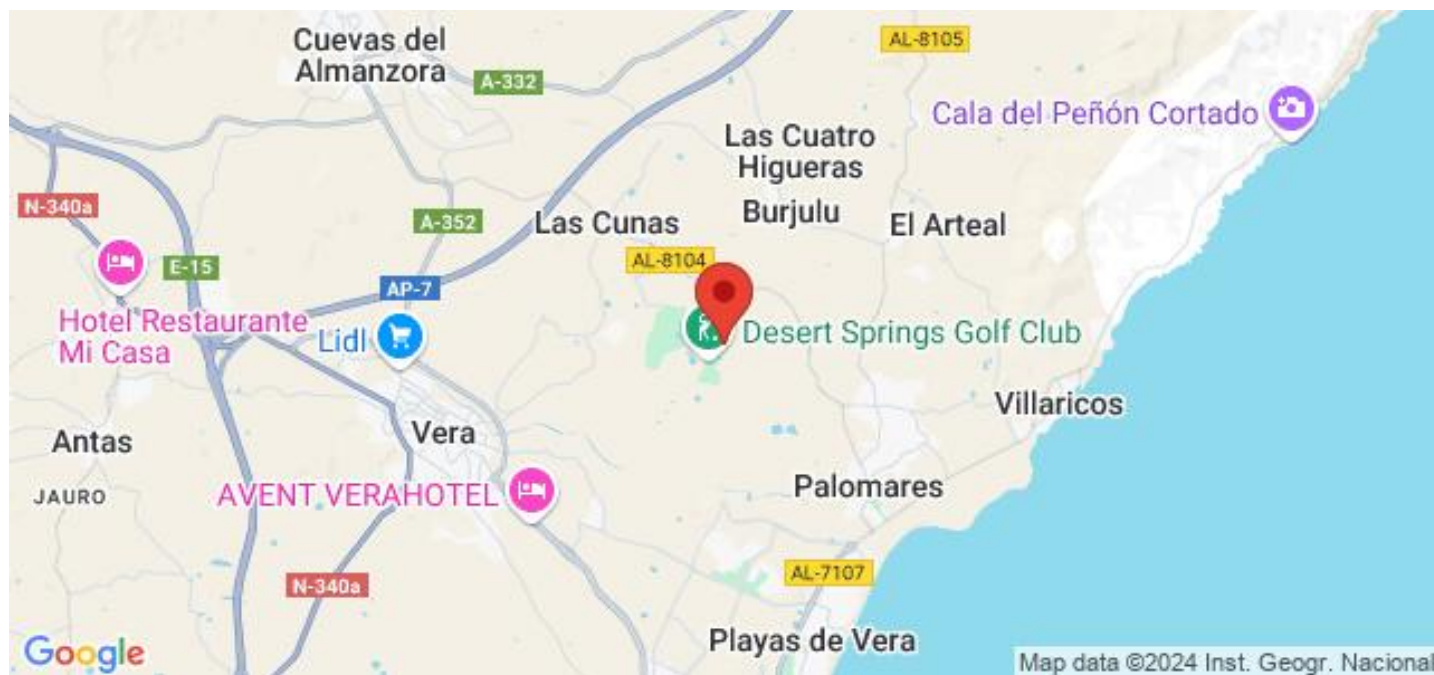 Cuevas del
Almanzora
AL-8105
A-332
Cala del Peñón Cortado
Las Cuatro
Higueras
N-340a
A-352
Las Cunas
Burjulu
El Arteal
E-15
AL-8104
AP-7
Hotel Restaurante
Mi Casa
Lidl
Desert Springs Golf Club
Villaricos
Antas
Vera
JAURO
AVENT VERAHOTEL
Palomares
N-340a
AL-7107
Playas de Vera
Google
Map data ©2024 Inst. Geogr. Nacional